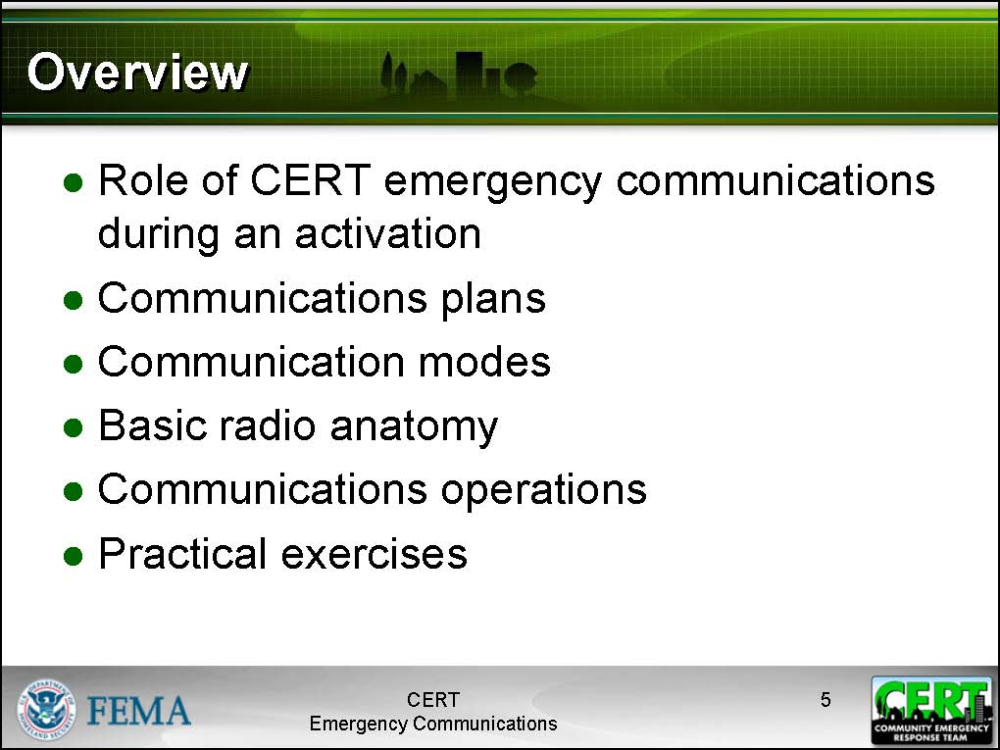 Overview
Role of CERT emergency communications
during an activation
Communications plans
Communication modes
Basic radio anatomy
Communications operations
Practical exercises
U.S. DEPARTMENT OF
HOMELAND SECURITY
FEMA
CERT
Emergency Communications
5
CERT
COMMUNITY EMERGENCY
RESPONSE TEAM